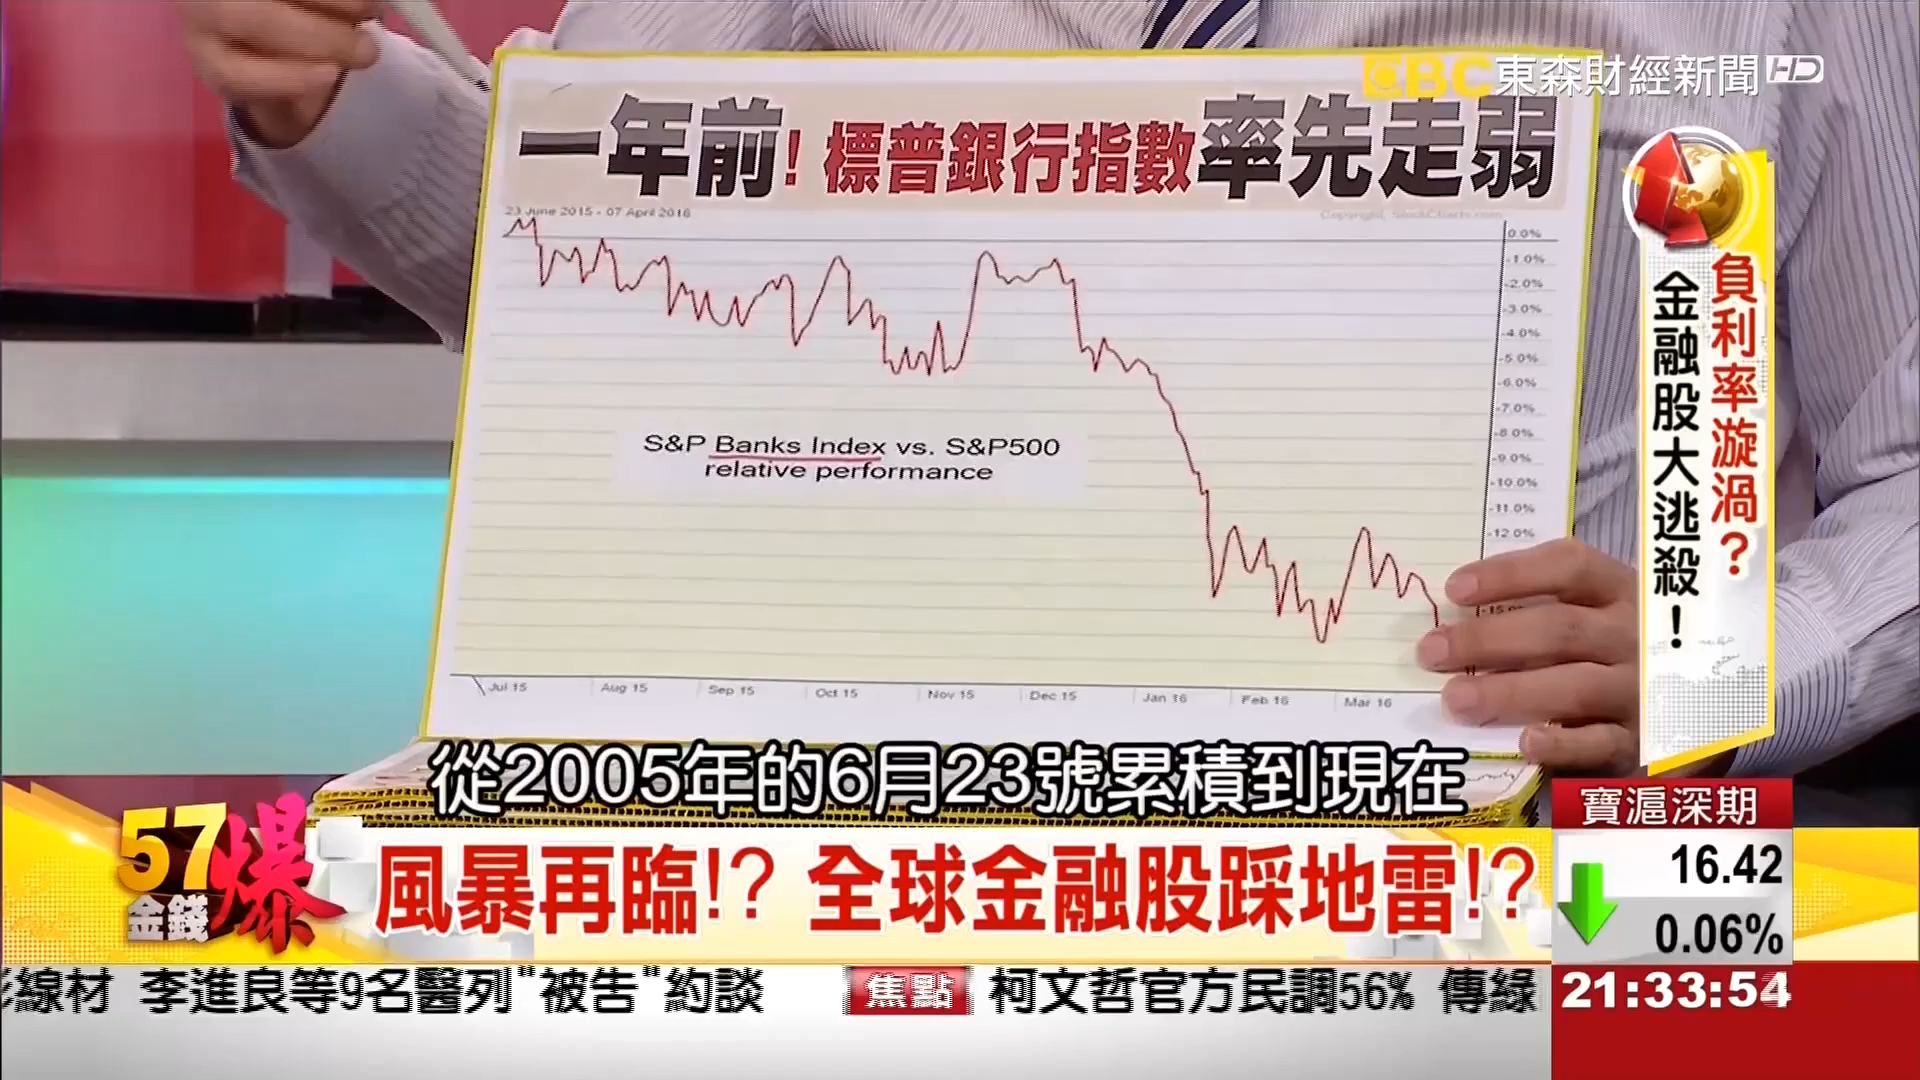 EBC 東森財經新聞 HD
一年前!標普銀行指數率先走弱
23 June 2015 - 07 April 2016
Copyright, StockCharts.com
0.0%
-1.0%
-2.0%
-3.0%
-4.0%
-5.0%
-6.0%
-7.0%
-8.0%
-9.0%
-10.0%
-11.0%
-12.0%
S&P Banks Index vs. S&P500
relative performance
Jul 15
Aug 15
Sep 15
Oct 15
Nov 15
Dec 15
Jan 16
Feb 16
Mar 16
負利率漩渦?
金融股大逃殺!
從2005年的6月23號累積到現在
57
金錢
爆
風暴再臨!? 全球金融股踩地雷!?
寶滬深期
16.42
0.06%
線材 李進良等9名醫列"被告"約談
焦點 柯文哲官方民調56% 傳綠
21:33:54